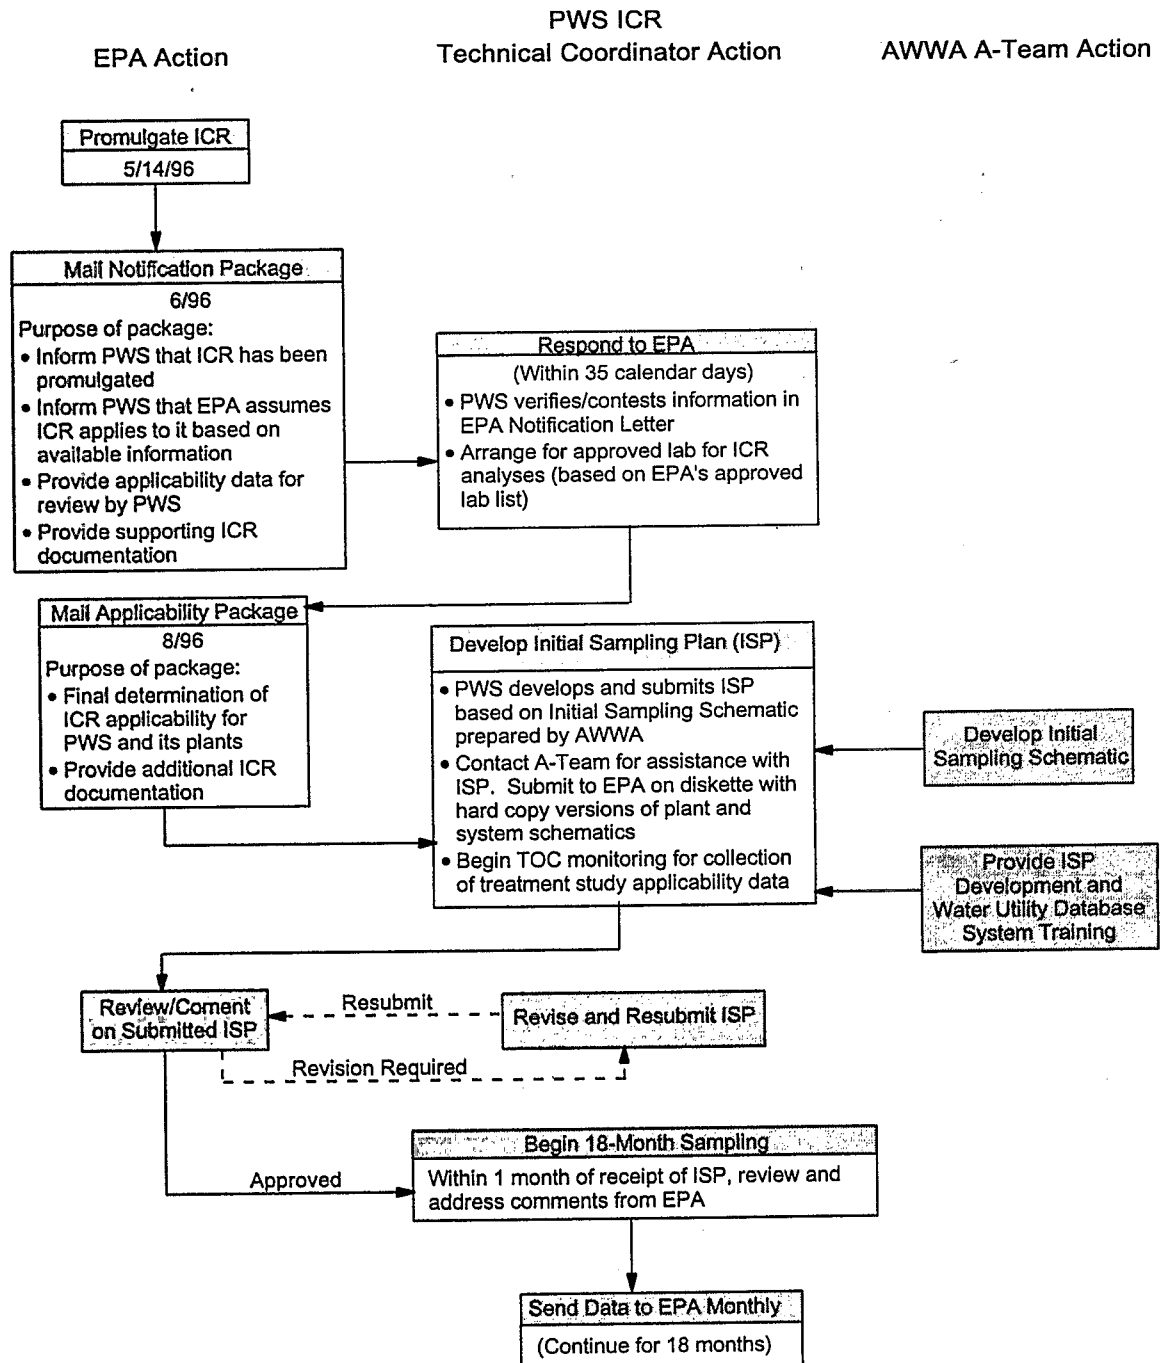 EPA Action
PWS ICR
Technical Coordinator Action
AWWA A-Team Action
Promulgate ICR
5/14/96
Mail Notification Package
6/96
Purpose of package:
• Inform PWS that ICR has been
promulgated
• Inform PWS that EPA assumes
ICR applies to it based on
available information
• Provide applicability data for
review by PWS
• Provide supporting ICR
documentation
Respond to EPA
(Within 35 calendar days)
• PWS verifies/contests information in
EPA Notification Letter
• Arrange for approved lab for ICR
analyses (based on EPA's approved
lab list)
Mail Applicability Package
8/96
Purpose of package:
• Final determination of
ICR applicability for
PWS and its plants
• Provide additional ICR
documentation
Develop Initial Sampling Plan (ISP)
• PWS develops and submits ISP
based on Initial Sampling Schematic
prepared by AWWA
• Contact A-Team for assistance with
ISP. Submit to EPA on diskette with
hard copy versions of plant and
system schematics
• Begin TOC monitoring for collection
of treatment study applicability data
Develop Initial
Sampling Schematic
Provide ISP
Development and
Water Utility Database
System Training
Review/Coment
on Submitted ISP
Resubmit
Revise and Resubmit ISP
Revision Required
Approved
Begin 18-Month Sampling
Within 1 month of receipt of ISP, review and
address comments from EPA
Send Data to EPA Monthly
(Continue for 18 months)